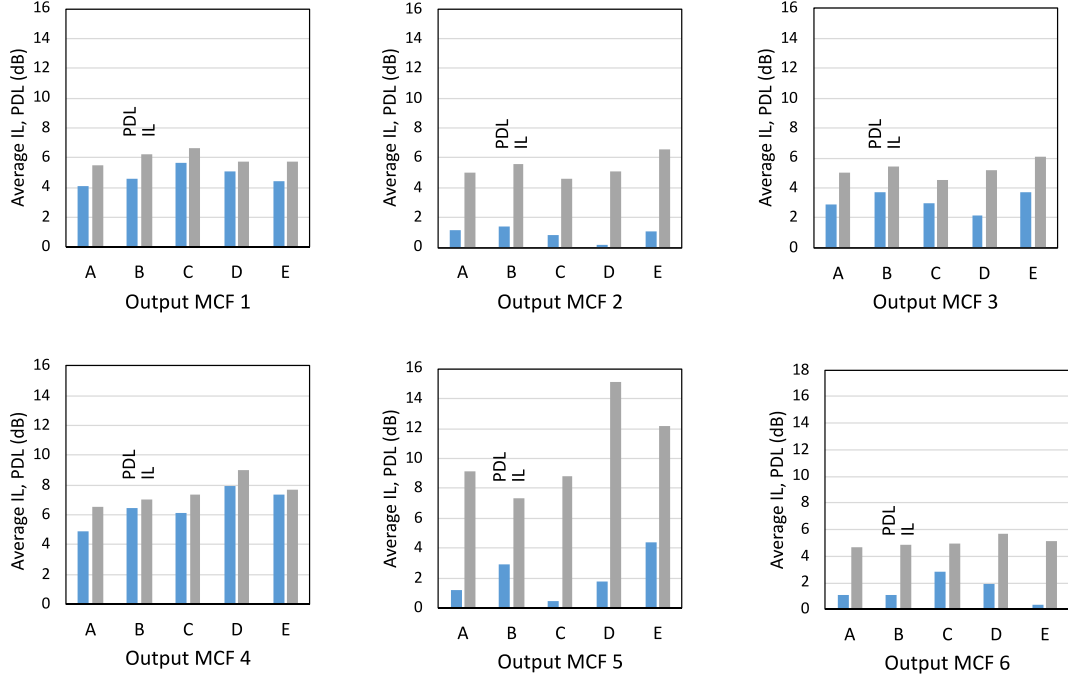 Average IL, PDL (dB)
16
14
12
10
8
6
4
2
0
PDL
IL
A B C D E
Output MCF 1
Average IL, PDL (dB)
16
14
12
10
8
6
4
2
0
PDL
IL
A B C D E
Output MCF 2
Average IL, PDL (dB)
16
14
12
10
8
6
4
2
0
PDL
IL
A B C D E
Output MCF 3
Average IL, PDL (dB)
16
14
12
10
8
6
4
2
0
PDL
IL
A B C D E
Output MCF 4
Average IL, PDL (dB)
16
14
12
10
8
6
4
2
0
PDL
IL
A B C D E
Output MCF 5
Average IL, PDL (dB)
18
16
14
12
10
8
6
4
2
0
PDL
IL
A B C D E
Output MCF 6